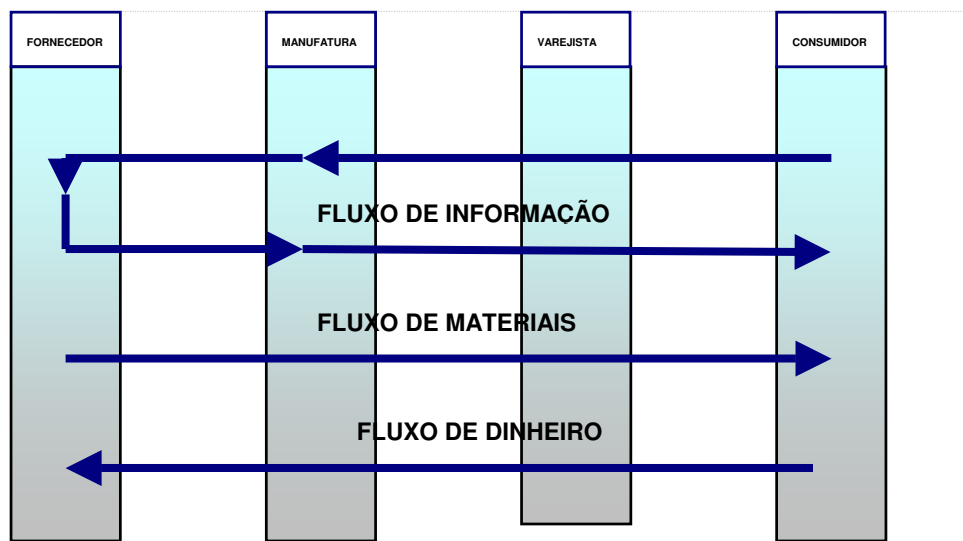 FORNECEDOR
MANUFATURA
VAREJISTA
CONSUMIDOR
FLUXO DE INFORMAÇÃO
FLUXO DE MATERIAIS
FLUXO DE DINHEIRO